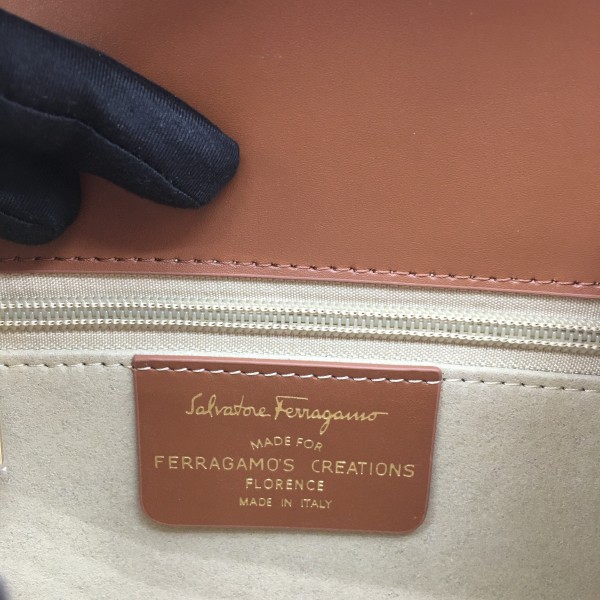 Salvatore Ferragamo
MADE FOR
FERRAGAMO'S CREATIONS
FLORENCE
MADE IN ITALY